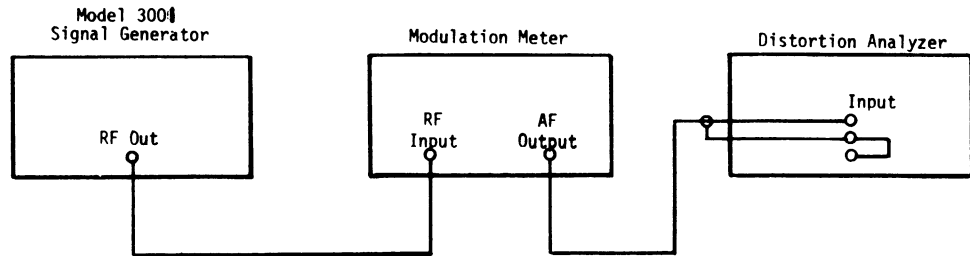 Model
Signal Generator
Modulation Meter
Distortion Analyzer
RF Out
RF
Input
AF
Output
Input